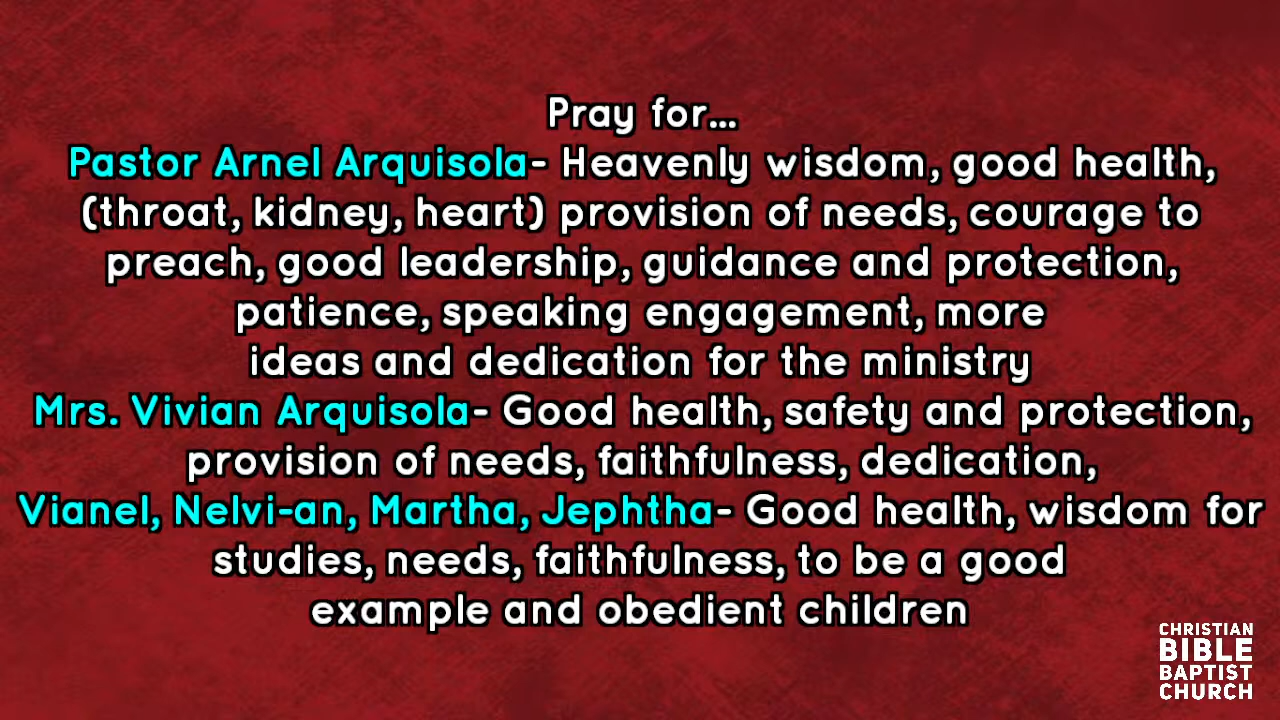 Pray for...
Pastor Arnel Arquisola- Heavenly wisdom, good health,
(throat, kidney, heart) provision of needs, courage to
preach, good leadership, guidance and protection,
patience, speaking engagement, more
ideas and dedication for the ministry
Mrs. Vivian Arquisola- Good health, safety and protection,
provision of needs, faithfulness, dedication,
Vianel, Nelvi-an, Martha, Jephtha- Good health, wisdom for
studies, needs, faithfulness, to be a good
example and obedient children
CHRISTIAN
BIBLE
BAPTIST
CHURCH